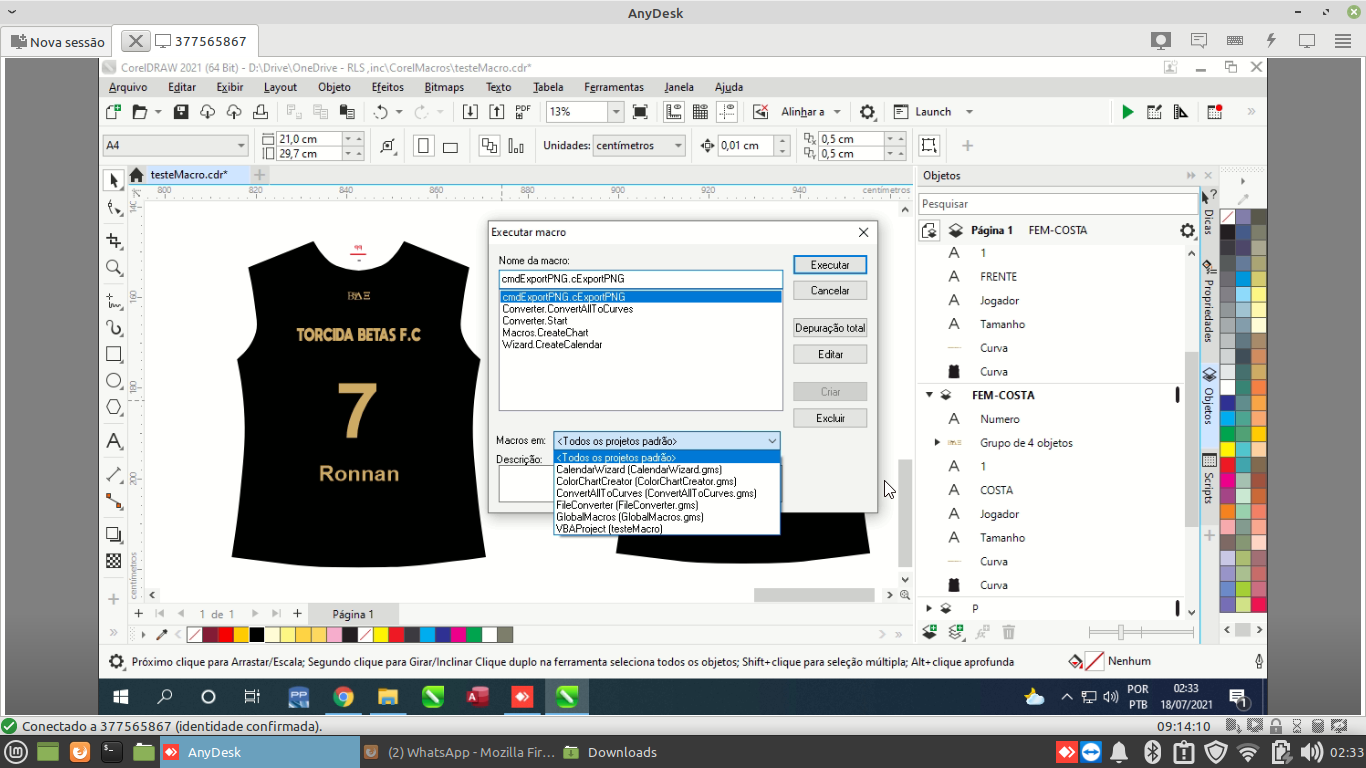 AnyDesk
Nova sessão
377565867
CorelDRAW 2021 (64 Bit) - D:\Drive\OneDrive - RLS ,inc\CorelMacros\testeMacro.cdr*
Arquivo Editar Exibir Layout Objeto Efeitos Bitmaps Texto Tabela Ferramentas Janela Ajuda
PDF 13% Alinhar a Launch
A4 21,0 cm 29,7 cm Unidades: centímetros 0,01 cm 0,5 cm 0,5 cm
testeMacro.cdr*
800 820 840 860 880 900 920 940 centímetros
140
160
180
200
centímetros
TORCIDA BETAS F.C
7
Ronnan
Executar macro
Nome da macro:
cmdExportPNG.cExportPNG
cmdExportPNG.cExportPNG
Converter.ConvertAllToCurves
Converter.Start
Macros.CreateChart
Wizard.CreateCalendar
Executar
Cancelar
Depuração total
Editar
Criar
Excluir
Macros em: <Todos os projetos padrão>
Descrição:
<Todos os projetos padrão>
CalendarWizard (CalendarWizard.gms)
ColorChartCreator (ColorChartCreator.gms)
ConvertAllToCurves (ConvertAllToCurves.gms)
FileConverter (FileConverter.gms)
GlobalMacros (GlobalMacros.gms)
VBAProject (testeMacro)
Objetos
Pesquisar
Página 1 FEM-COSTA
1
FRENTE
Jogador
Tamanho
Curva
Curva
FEM-COSTA
Numero
Grupo de 4 objetos
1
COSTA
Jogador
Tamanho
Curva
Curva
P
Dicas
Propriedades
Objetos
Scripts
1 de 1 Página 1
Próximo clique para Arrastar/Escala; Segundo clique para Girar/Inclinar Clique duplo na ferramenta seleciona todos os objetos; Shift+clique para seleção múltipla; Alt+clique aprofunda
Nenhum
POR
PTB
02:33
18/07/2021
1
Conectado a 377565867 (identidade confirmada).
09:14:10
AnyDesk
(2) WhatsApp - Mozilla Fir...
Downloads
02:33